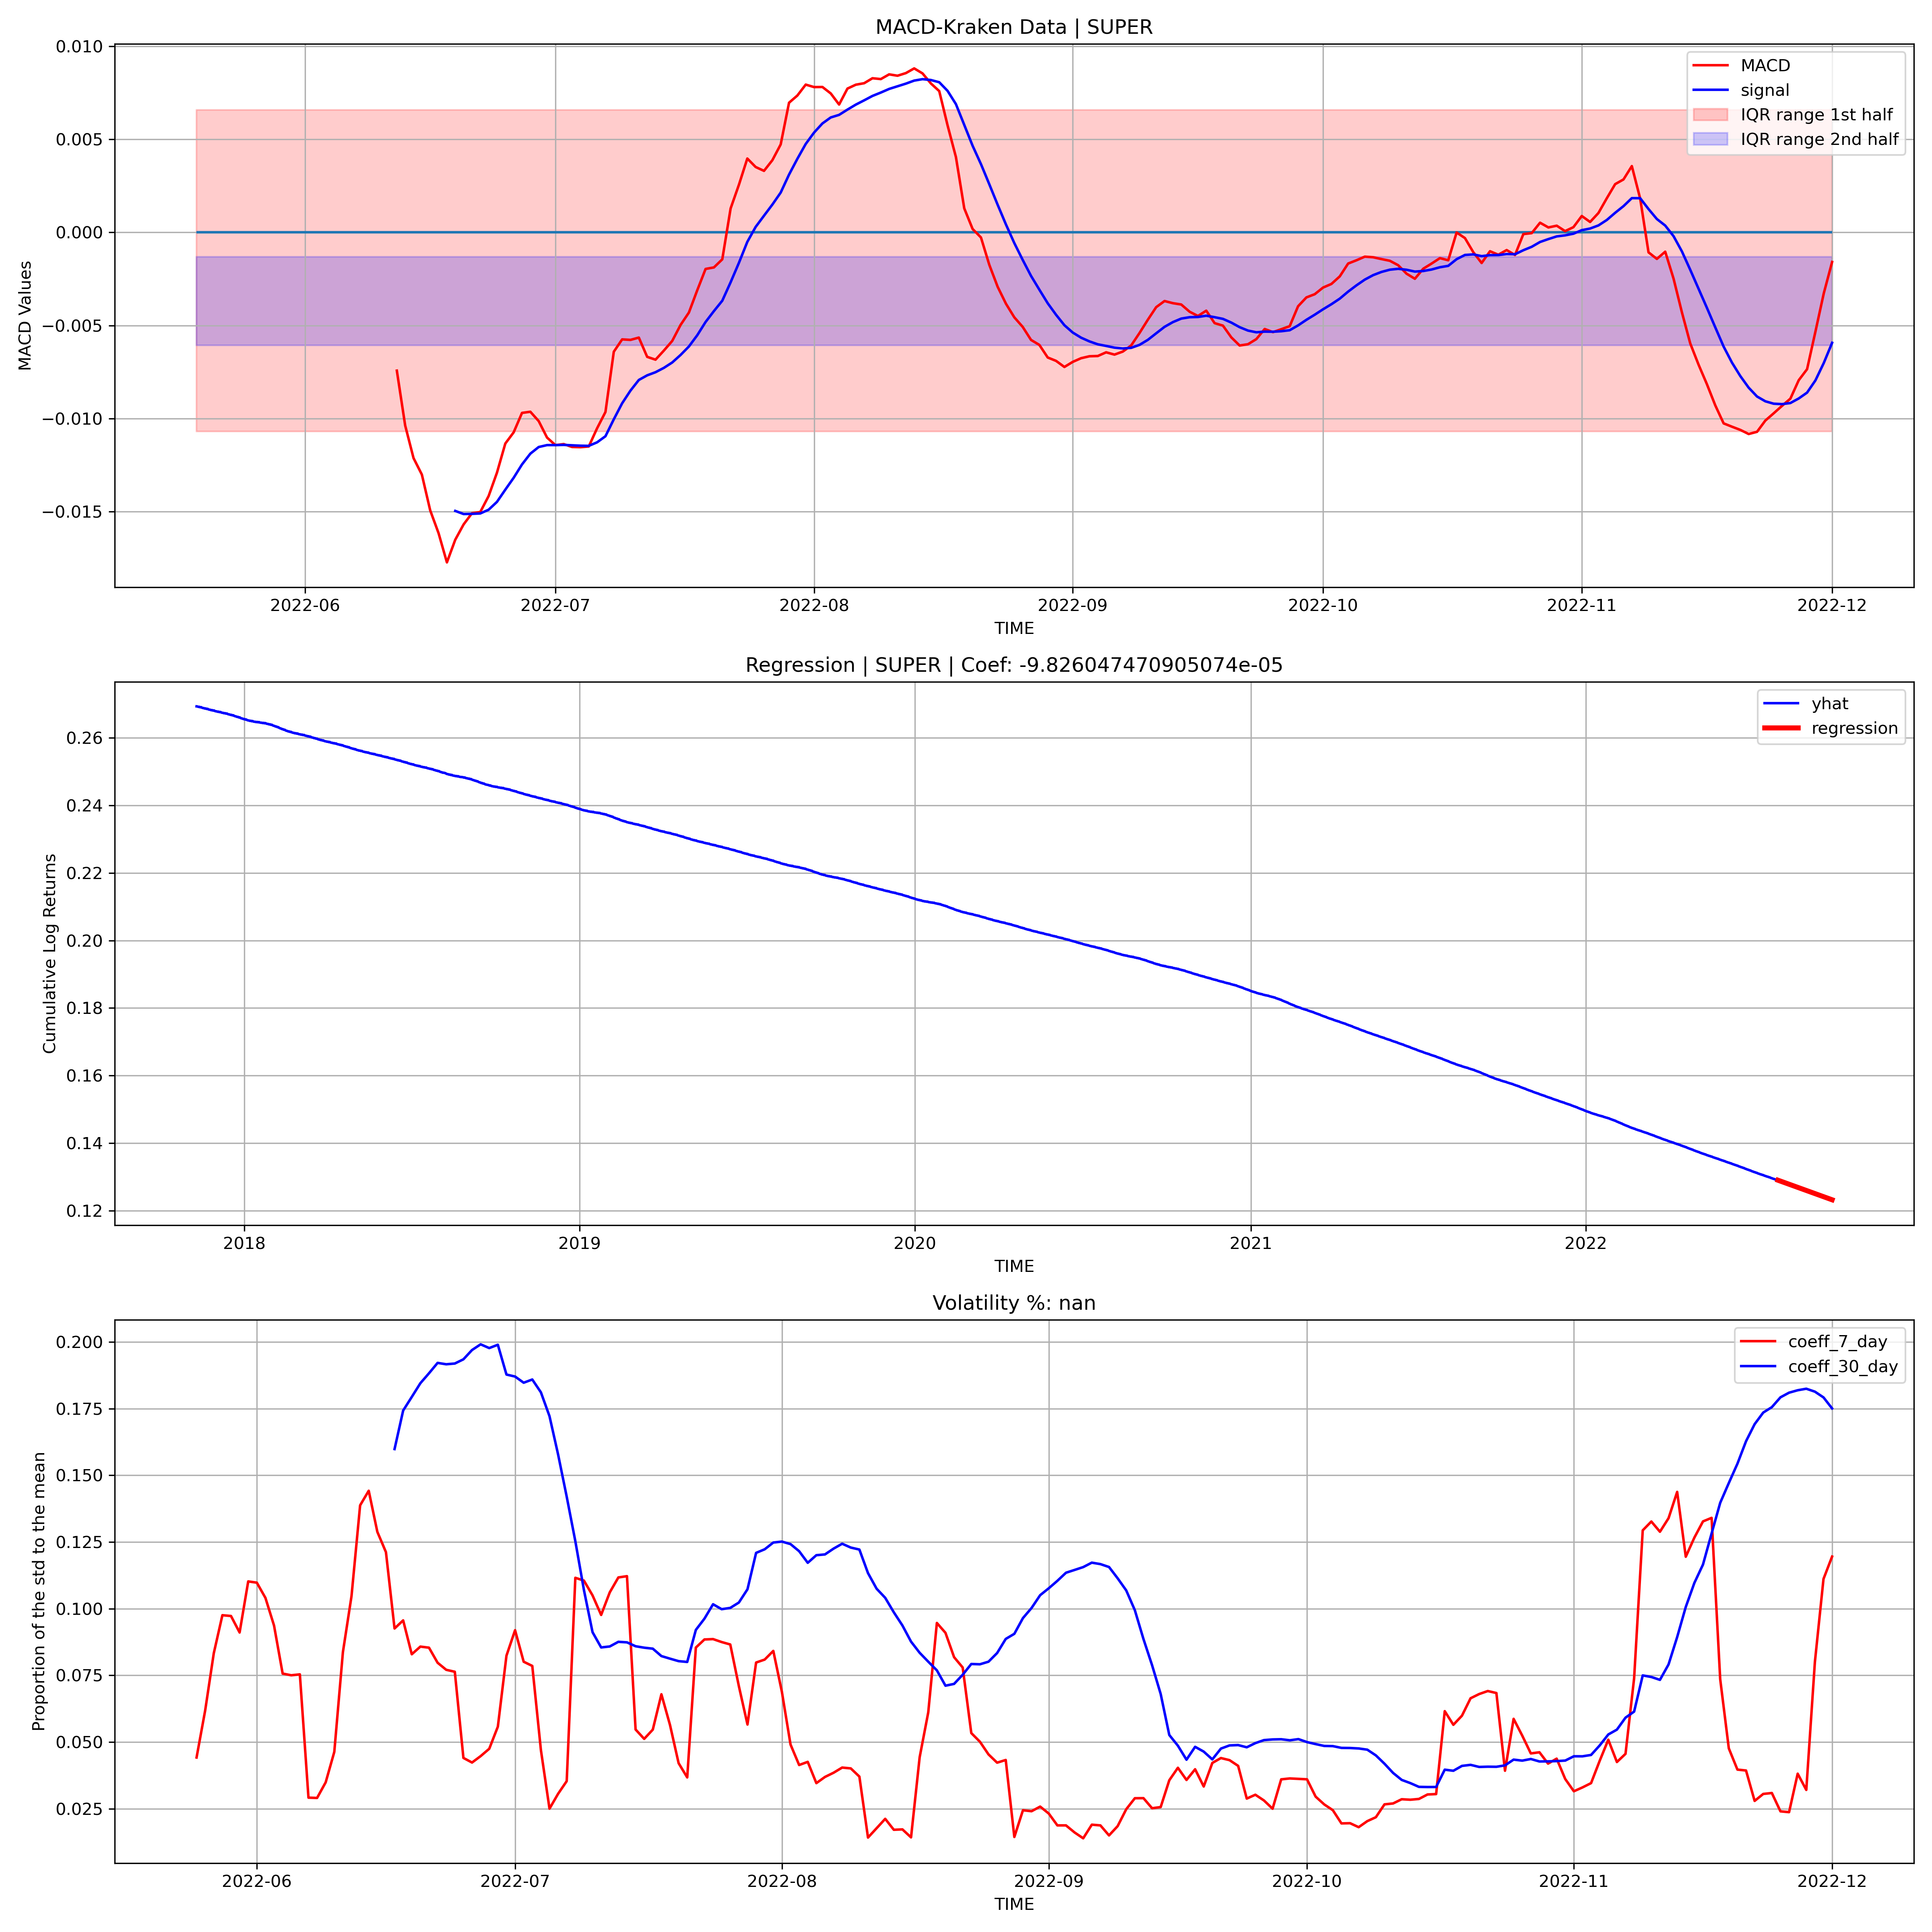 MACD-Kraken Data | SUPER
MACD Values
0.010
0.005
0.000
−0.005
−0.010
−0.015
MACD
signal
IQR range 1st half
IQR range 2nd half
2022-06 2022-07 2022-08 2022-09 2022-10 2022-11 2022-12
TIME
Regression | SUPER | Coef: -9.826047470905074e-05
Cumulative Log Returns
0.26
0.24
0.22
0.20
0.18
0.16
0.14
0.12
yhat
regression
2018 2019 2020 2021 2022
TIME
Volatility %: nan
Proportion of the std to the mean
0.200
0.175
0.150
0.125
0.100
0.075
0.050
0.025
coeff_7_day
coeff_30_day
2022-06 2022-07 2022-08 2022-09 2022-10 2022-11 2022-12
TIME